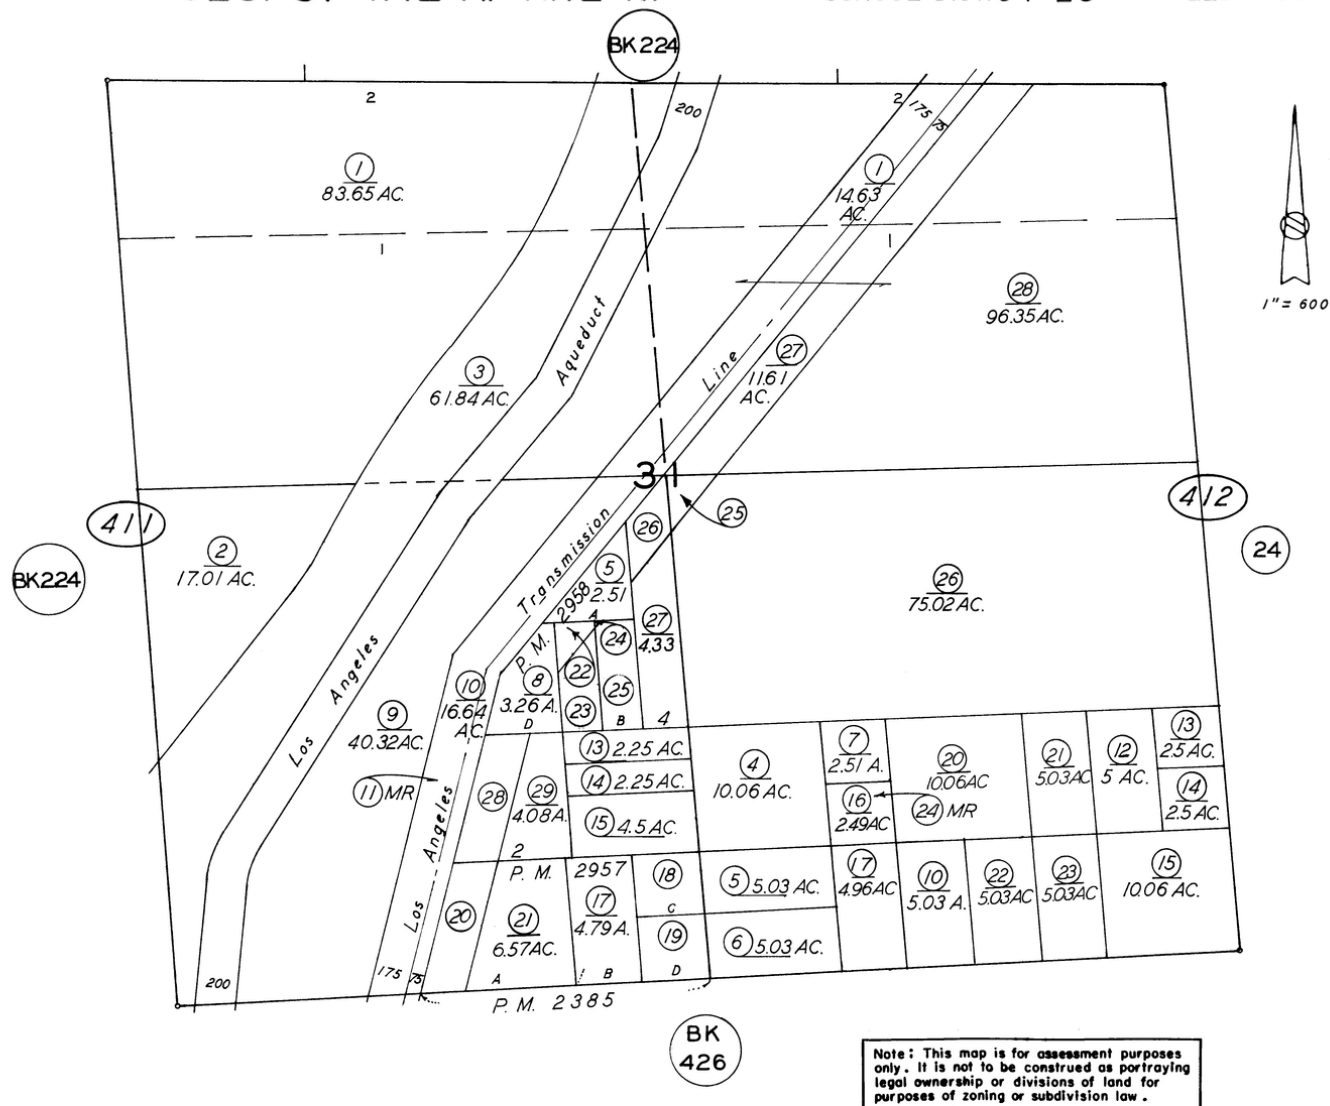 BK 224
2
200
2
175
75
1
83.65 AC.
1
14.63
AC.
1
1
28
96.35 AC.
1" = 600
Aqueduct
3
61.84 AC.
Line
27
11.61
AC.
31
411
412
BK 224
24
2
17.01 AC.
Transmission
26
25
5
2.51
A
2958
P. M.
26
75.02 AC.
27
4.33
24
22
25
23
B
4
8
3.26 A.
D
10
16.64
AC.
9
40.32 AC.
Los Angeles
11 MR
Los Angeles
28
29
4.08 A.
2
13 2.25 AC.
14 2.25 AC.
15 4.5 AC.
4
10.06 AC.
7
2.51 A.
16
2.49 AC
20
10.06 AC
24 MR
21
5.03 AC
12
5 AC.
13
2.5 AC.
14
2.5 AC.
P. M. 2957
20
21
6.57 AC.
A
17
4.79 A.
B
18
C
19
D
5 5.03 AC.
6 5.03 AC.
17
4.96 AC
10
5.03 A.
22
5.03 AC
23
5.03 AC
15
10.06 AC.
200
175
75
P. M. 2385
BK
426
Note: This map is for assessment purposes
only. It is not to be construed as portraying
legal ownership or divisions of land for
purposes of zoning or subdivision law.